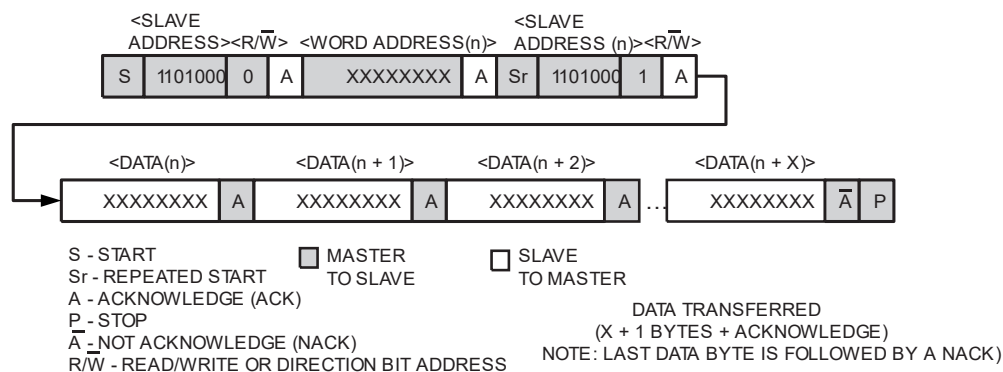 <SLAVE
ADDRESS><R/W̅> <WORD ADDRESS(n)> <SLAVE
ADDRESS (n)><R/W̅>
S 1101000 0 A XXXXXXXX A Sr 1101000 1 A
<DATA(n)> <DATA(n + 1)> <DATA(n + 2)> <DATA(n + X)>
XXXXXXXX A XXXXXXXX A XXXXXXXX A ... XXXXXXXX A̅ P
S - START
Sr - REPEATED START
A - ACKNOWLEDGE (ACK)
P - STOP
A̅ - NOT ACKNOWLEDGE (NACK)
R/W̅ - READ/WRITE OR DIRECTION BIT ADDRESS
MASTER
TO SLAVE
SLAVE
TO MASTER
DATA TRANSFERRED
(X + 1 BYTES + ACKNOWLEDGE)
NOTE: LAST DATA BYTE IS FOLLOWED BY A NACK)